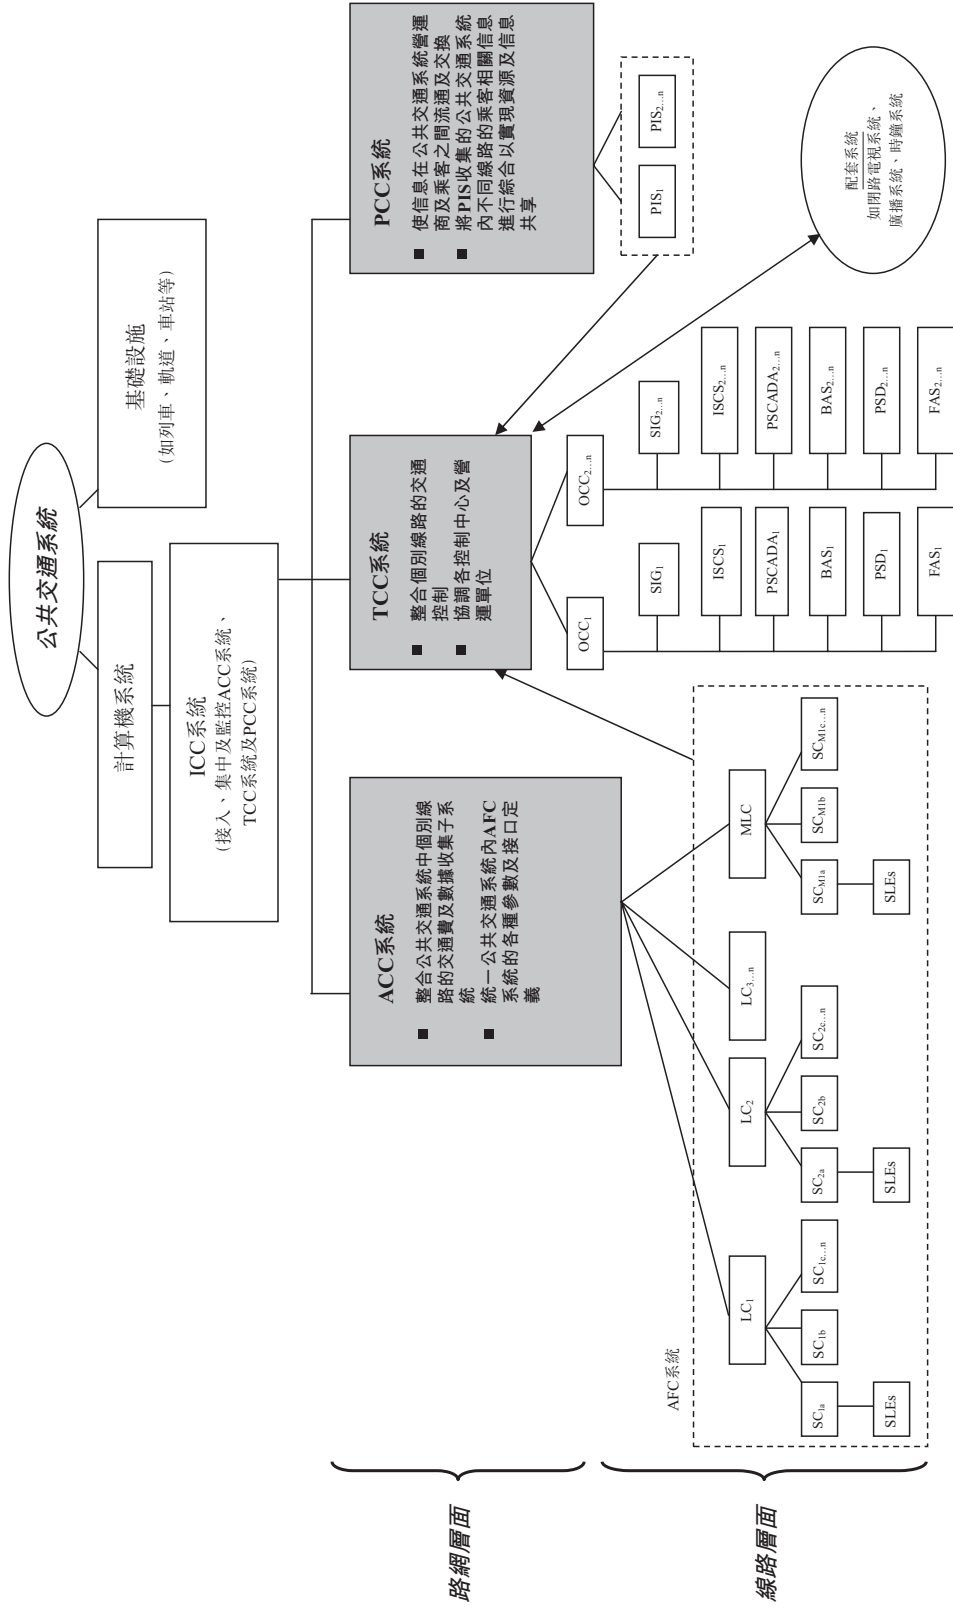 公共交通系統
計算機系統
基礎設施
(如列車、軌道、車站等)
ICC系統
(接入、集中及監控ACC系統、
TCC系統及PCC系統)
路網層面
ACC系統
■ 整合公共交通系統中個別線
路的交通費及數據收集子系
統
■ 統一公共交通系統內AFC
系統的各種參數及接口定
義
TCC系統
■ 整合個別線路的交通
控制
■ 協調各控制中心及營
運單位
PCC系統
■ 使信息在公共交通系統營運
商及乘客之間流通及交換
■ 將PIS收集的公共交通系統
內不同線路的乘客相關信息
進行綜合以實現資源及信息
共享
線路層面
AFC系統
LC1
LC2
LC3...n
MLC
SC1a
SC1b
SC1c...n
SC2a
SC2b
SC2c...n
SCM1a
SCM1b
SCM1c...n
SLEs
SLEs
SLEs
OCC1
OCC2...n
SIG1
SIG2...n
ISCS1
ISCS2...n
PSCADA1
PSCADA2...n
BAS1
BAS2...n
PSD1
PSD2...n
FAS1
FAS2...n
PIS1
PIS2...n
配套系統
如閉路電視系統、
廣播系統、時鐘系統